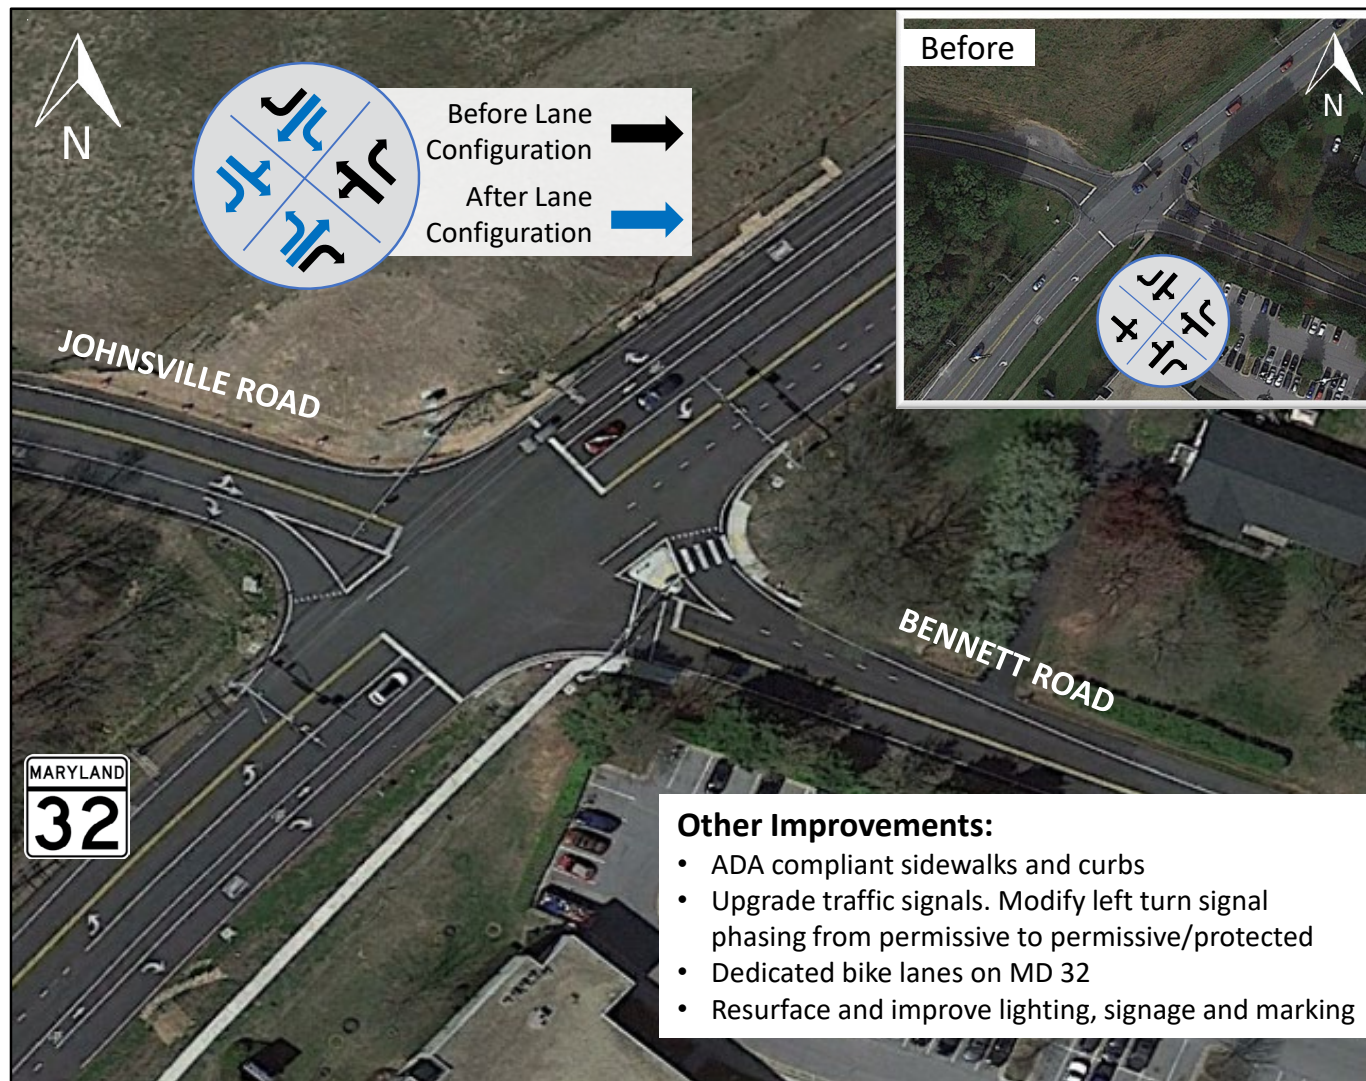 N
Before Lane
Configuration
After Lane
Configuration
Before
N
JOHNSVILLE ROAD
BENNETT ROAD
MARYLAND
32
Other Improvements:
• ADA compliant sidewalks and curbs
• Upgrade traffic signals. Modify left turn signal
phasing from permissive to permissive/protected
• Dedicated bike lanes on MD 32
• Resurface and improve lighting, signage and marking